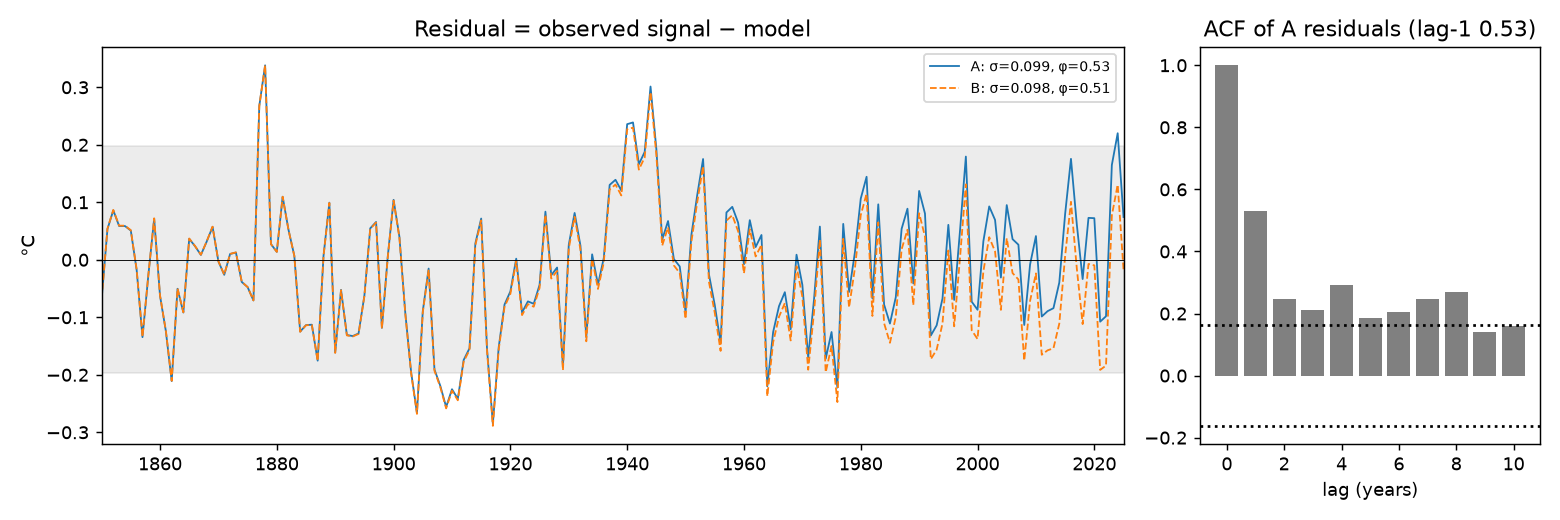 Residual = observed signal − model
°C
0.3
0.2
0.1
0.0
−0.1
−0.2
−0.3
1860 1880 1900 1920 1940 1960 1980 2000 2020
A: σ=0.099, φ=0.53
B: σ=0.098, φ=0.51
ACF of A residuals (lag-1 0.53)
1.0
0.8
0.6
0.4
0.2
0.0
−0.2
0 2 4 6 8 10
lag (years)